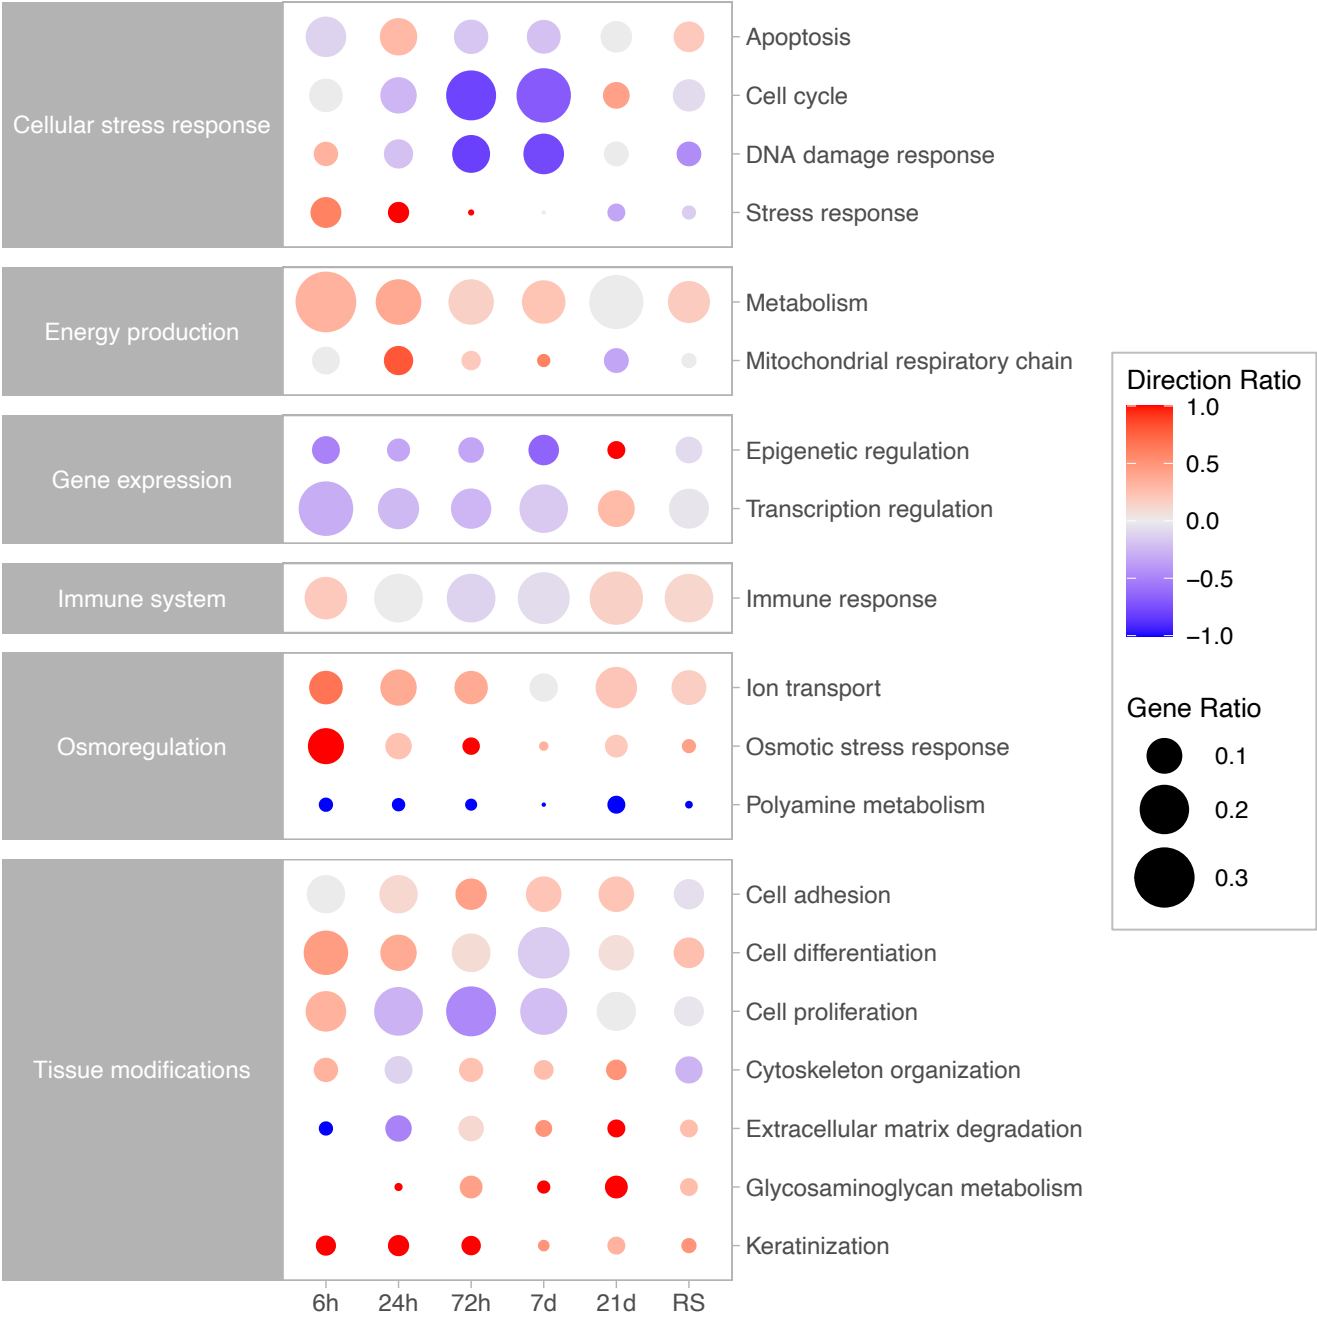 Cellular stress response
Apoptosis
Cell cycle
DNA damage response
Stress response
Energy production
Metabolism
Mitochondrial respiratory chain
Gene expression
Epigenetic regulation
Transcription regulation
Immune system
Immune response
Osmoregulation
Ion transport
Osmotic stress response
Polyamine metabolism
Tissue modifications
Cell adhesion
Cell differentiation
Cell proliferation
Cytoskeleton organization
Extracellular matrix degradation
Glycosaminoglycan metabolism
Keratinization
6h 24h 72h 7d 21d RS
Direction Ratio
1.0
0.5
0.0
−0.5
−1.0
Gene Ratio
0.1
0.2
0.3